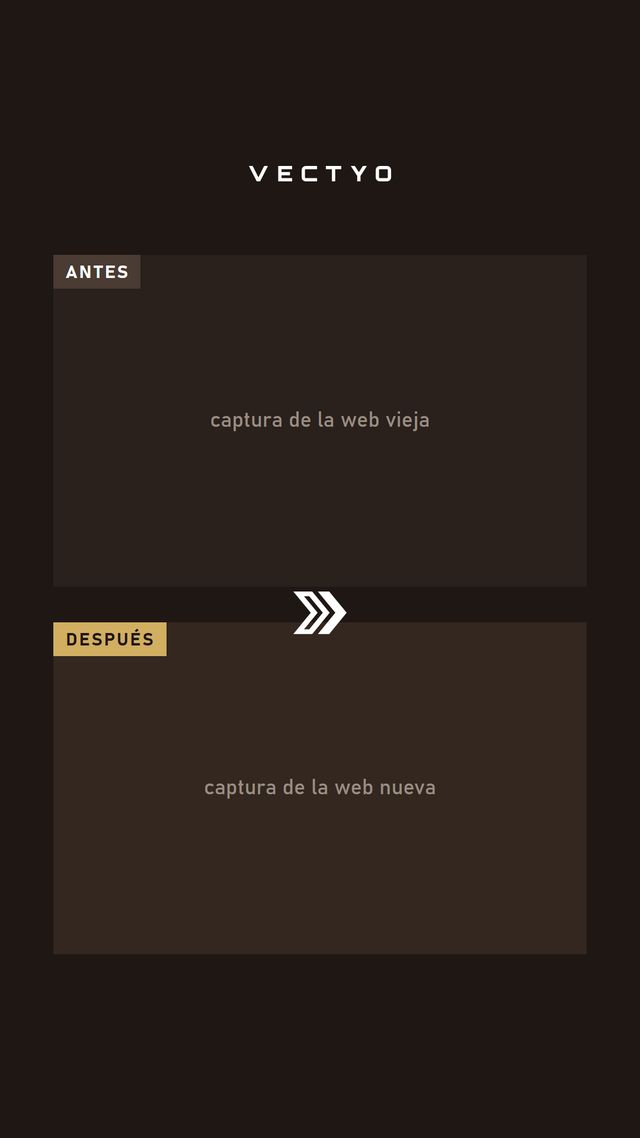 VECTYO
ANTES
captura de la web vieja
DESPUÉS
captura de la web nueva